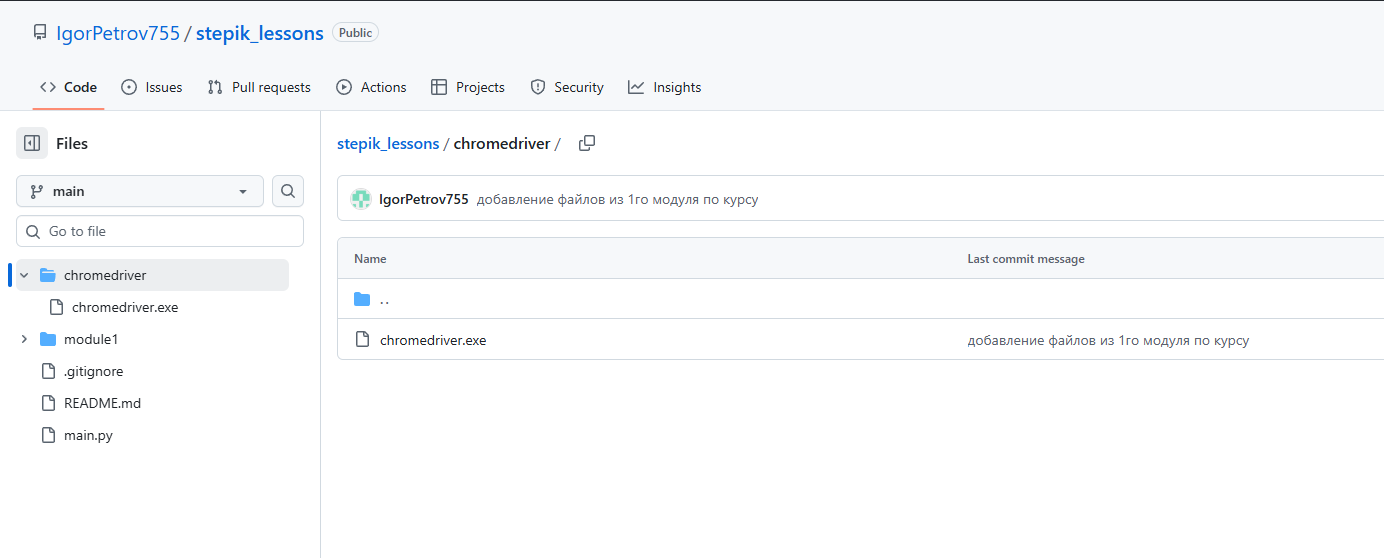 IgorPetrov755 / stepik_lessons Public
Code Issues Pull requests Actions Projects Security Insights
Files
main
Go to file
chromedriver
chromedriver.exe
module1
.gitignore
README.md
main.py
stepik_lessons / chromedriver /
IgorPetrov755 добавление файлов из 1го модуля по курсу
Name Last commit message
..
chromedriver.exe добавление файлов из 1го модуля по курсу